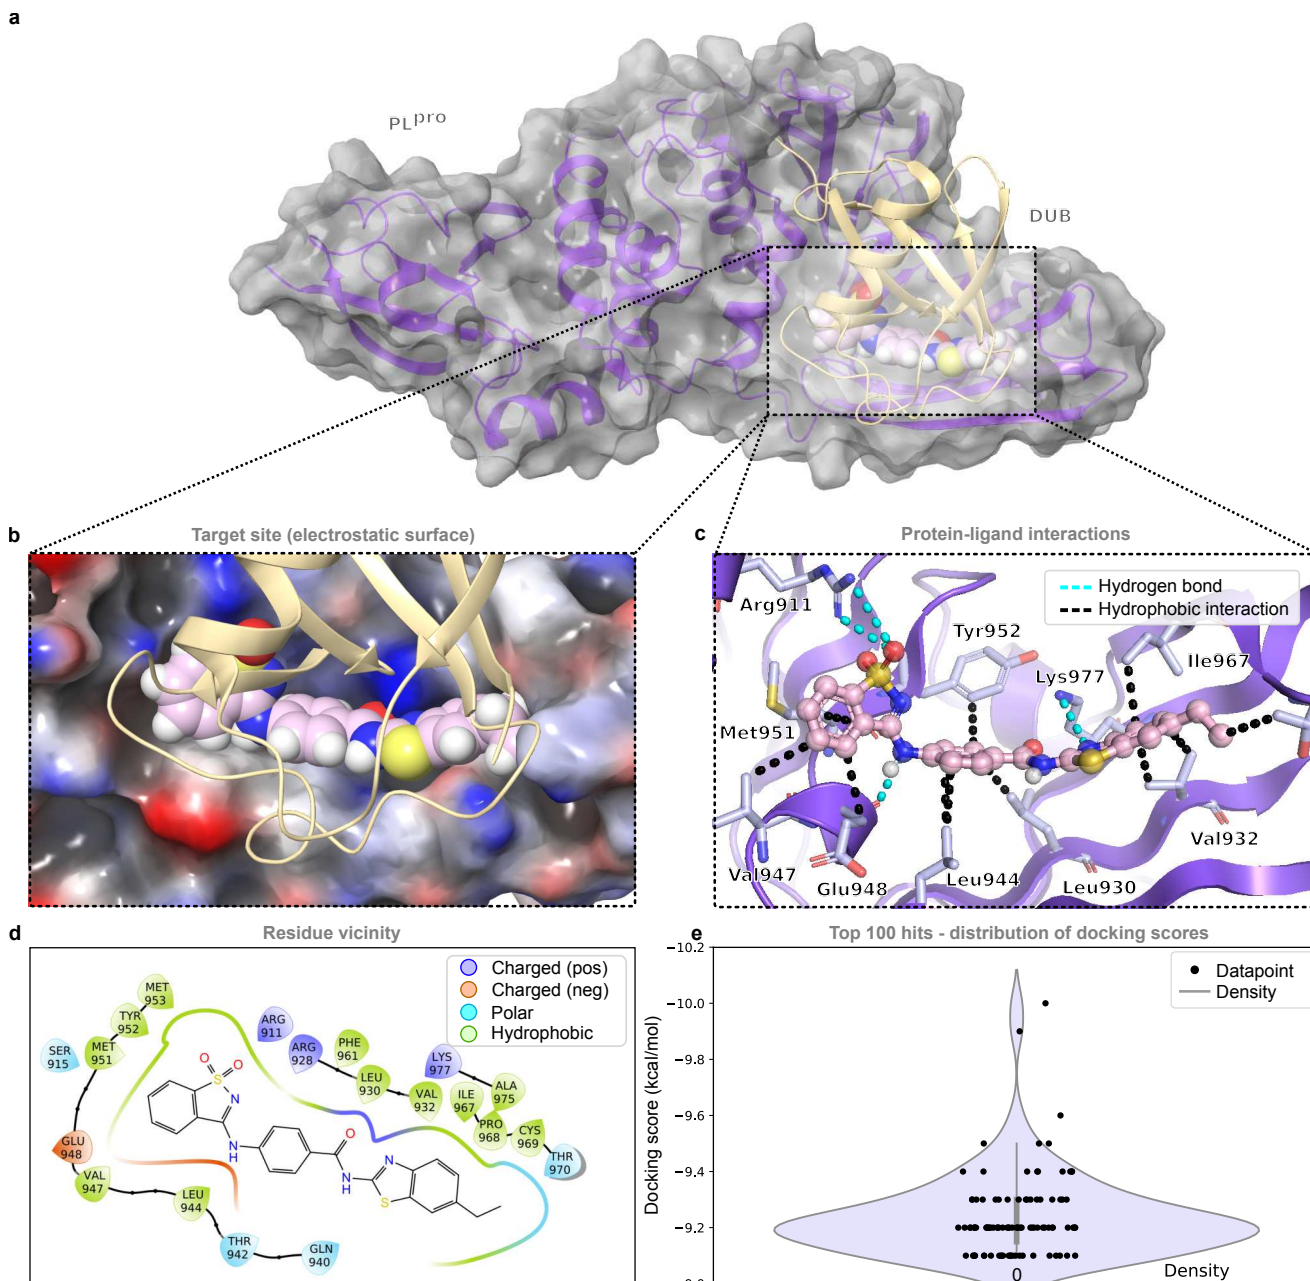 a
PLpro
DUB
b
Target site (electrostatic surface)
c
Protein-ligand interactions
Hydrogen bond
Hydrophobic interaction
Arg911
Tyr952
Ile967
Lys977
Met951
Val932
Val947
Glu948
Leu944
Leu930
d
Residue vicinity
Charged (pos)
Charged (neg)
Polar
Hydrophobic
MET
953
TYR
952
MET
951
SER
915
ARG
911
ARG
928
PHE
961
LEU
930
VAL
932
LYS
977
ILE
967
ALA
975
PRO
968
CYS
969
THR
970
GLU
948
VAL
947
LEU
944
THR
942
GLN
940
O
O
S
N
N
H
O
N
H
N
S
e
Top 100 hits - distribution of docking scores
Datapoint
Density
Docking score (kcal/mol)
−10.2
−10.0
−9.8
−9.6
−9.4
−9.2
0
Density